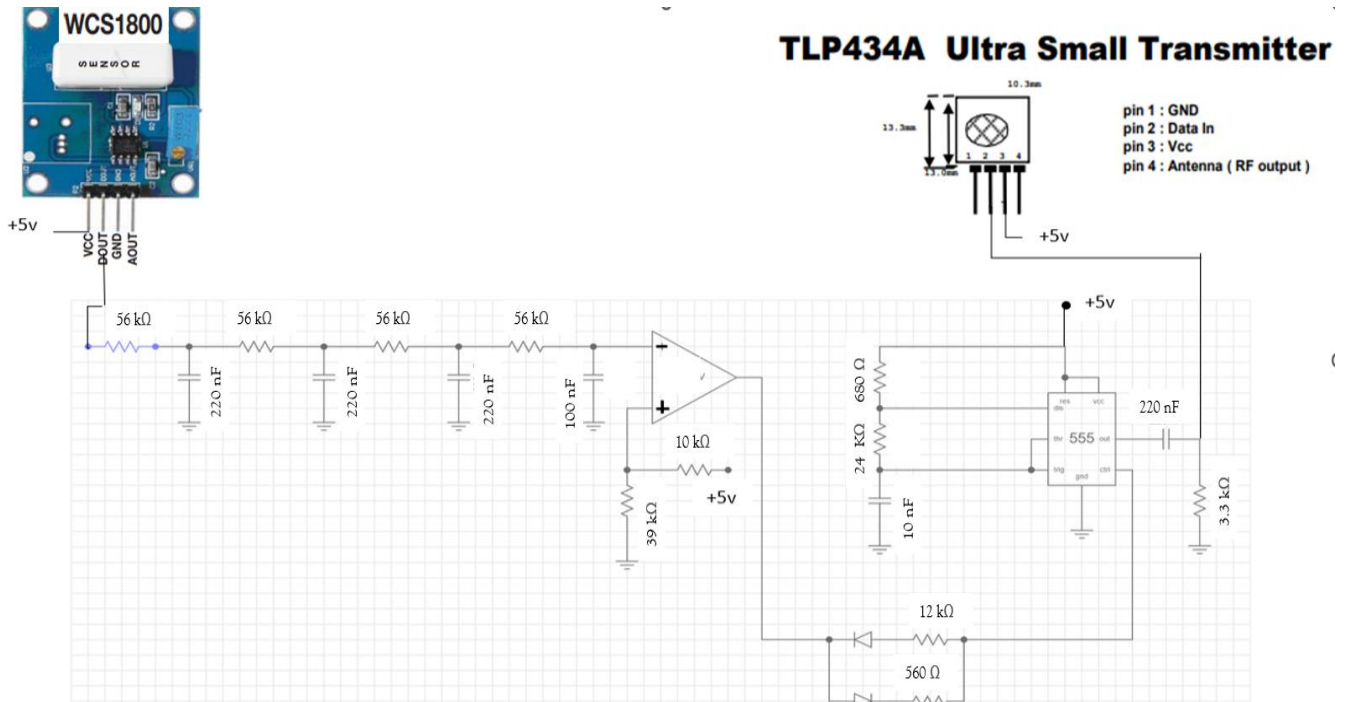 WCS1800
SENSOR
VCC
DOUT
GND
AOUT
+5v
TLP434A Ultra Small Transmitter
10.3mm
13.3mm
13.0mm
1 2 3 4
pin 1 : GND
pin 2 : Data In
pin 3 : Vcc
pin 4 : Antenna ( RF output )
+5v
56 kΩ
56 kΩ
56 kΩ
56 kΩ
220 nF
220 nF
220 nF
100 nF
10 kΩ
+5v
39 kΩ
+5v
680 Ω
24 KΩ
10 nF
res vcc
dis
thr 555 out
trig ctrl
gnd
220 nF
3.3 kΩ
12 kΩ
560 Ω